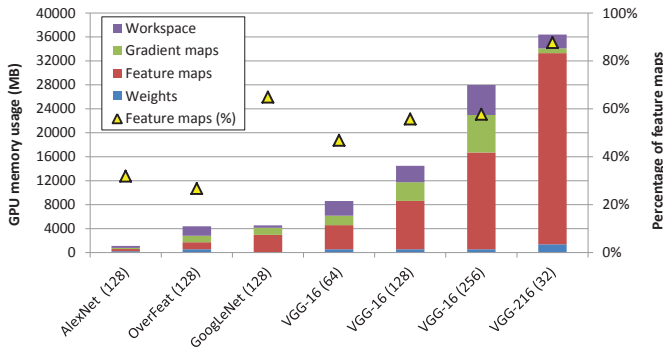 GPU memory usage (MB)
40000
36000
32000
28000
24000
20000
16000
12000
8000
4000
0
Workspace
Gradient maps
Feature maps
Weights
Feature maps (%)
100%
80%
60%
40%
20%
0%
Percentage of feature maps
AlexNet (128)
OverFeat (128)
GoogLeNet (128)
VGG-16 (64)
VGG-16 (128)
VGG-16 (256)
VGG-216 (32)